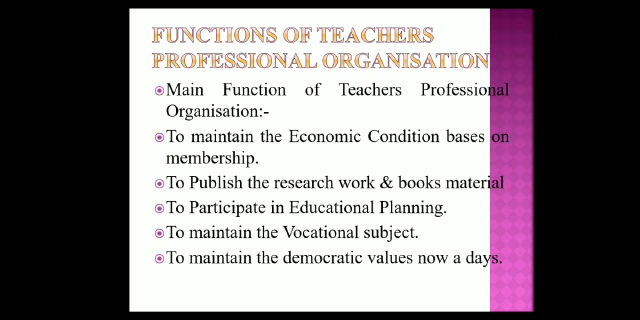 FUNCTIONS OF TEACHERS
PROFESSIONAL ORGANISATION
Main Function of Teachers Professional
Organisation:-
To maintain the Economic Condition bases on
membership.
To Publish the research work & books material
To Participate in Educational Planning.
To maintain the Vocational subject.
To maintain the democratic values now a days.